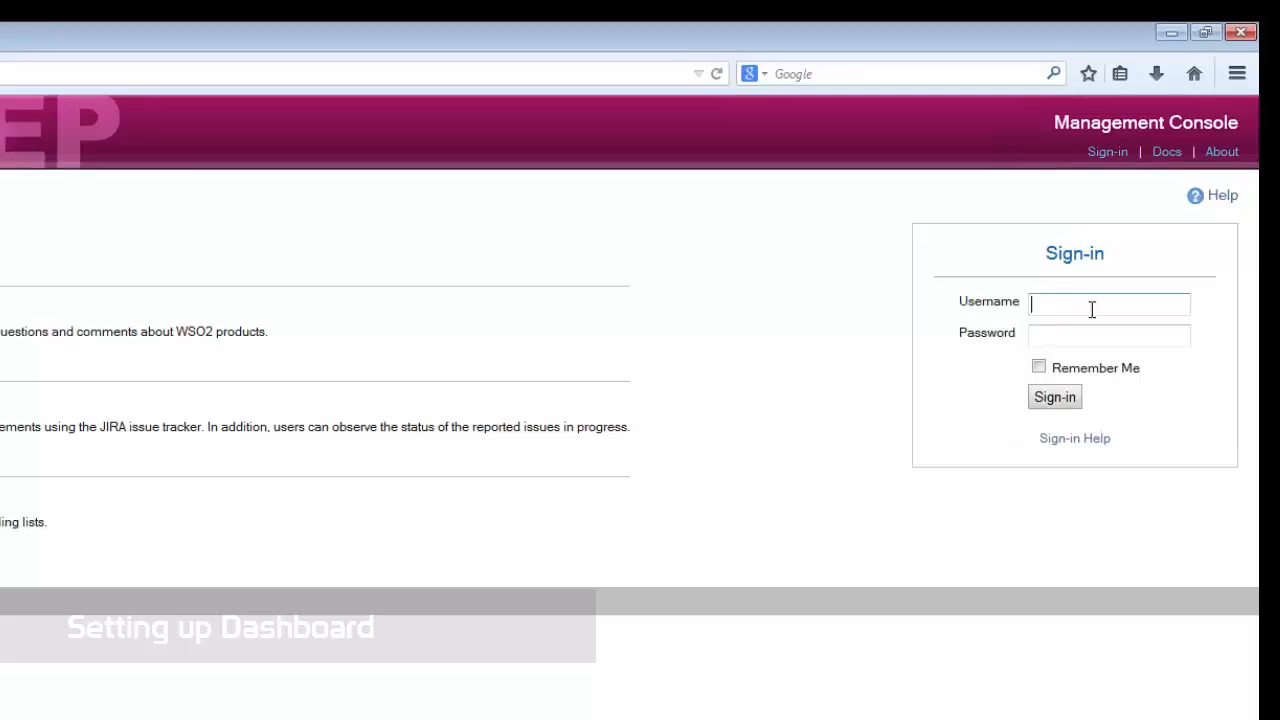 Google
EP
Management Console
Sign-in | Docs | About
Help
Sign-in
Username
Password
uestions and comments about WSO2 products.
Remember Me
Sign-in
ements using the JIRA issue tracker. In addition, users can observe the status of the reported issues in progress.
Sign-in Help
ling lists.
Setting up Dashboard